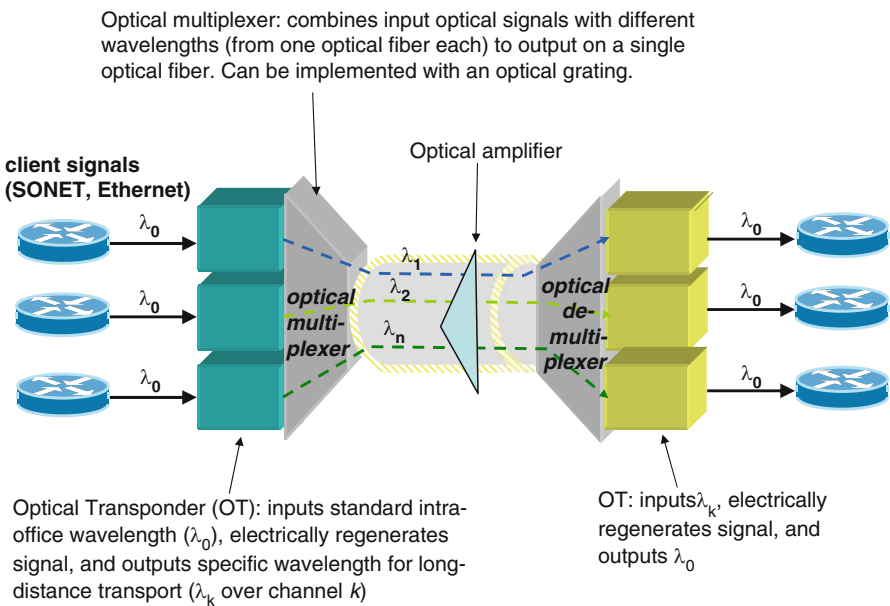 Optical multiplexer: combines input optical signals with different
wavelengths (from one optical fiber each) to output on a single
optical fiber. Can be implemented with an optical grating.
Optical amplifier
client signals
(SONET, Ethernet)
λ0
λ0
λ0
λ1
λ2
λn
optical
multi-
plexer
optical
de-
multi-
plexer
λ0
λ0
λ0
Optical Transponder (OT): inputs standard intra-
office wavelength (λ0), electrically regenerates
signal, and outputs specific wavelength for long-
distance transport (λk over channel k)
OT: inputsλk, electrically
regenerates signal, and
outputs λ0